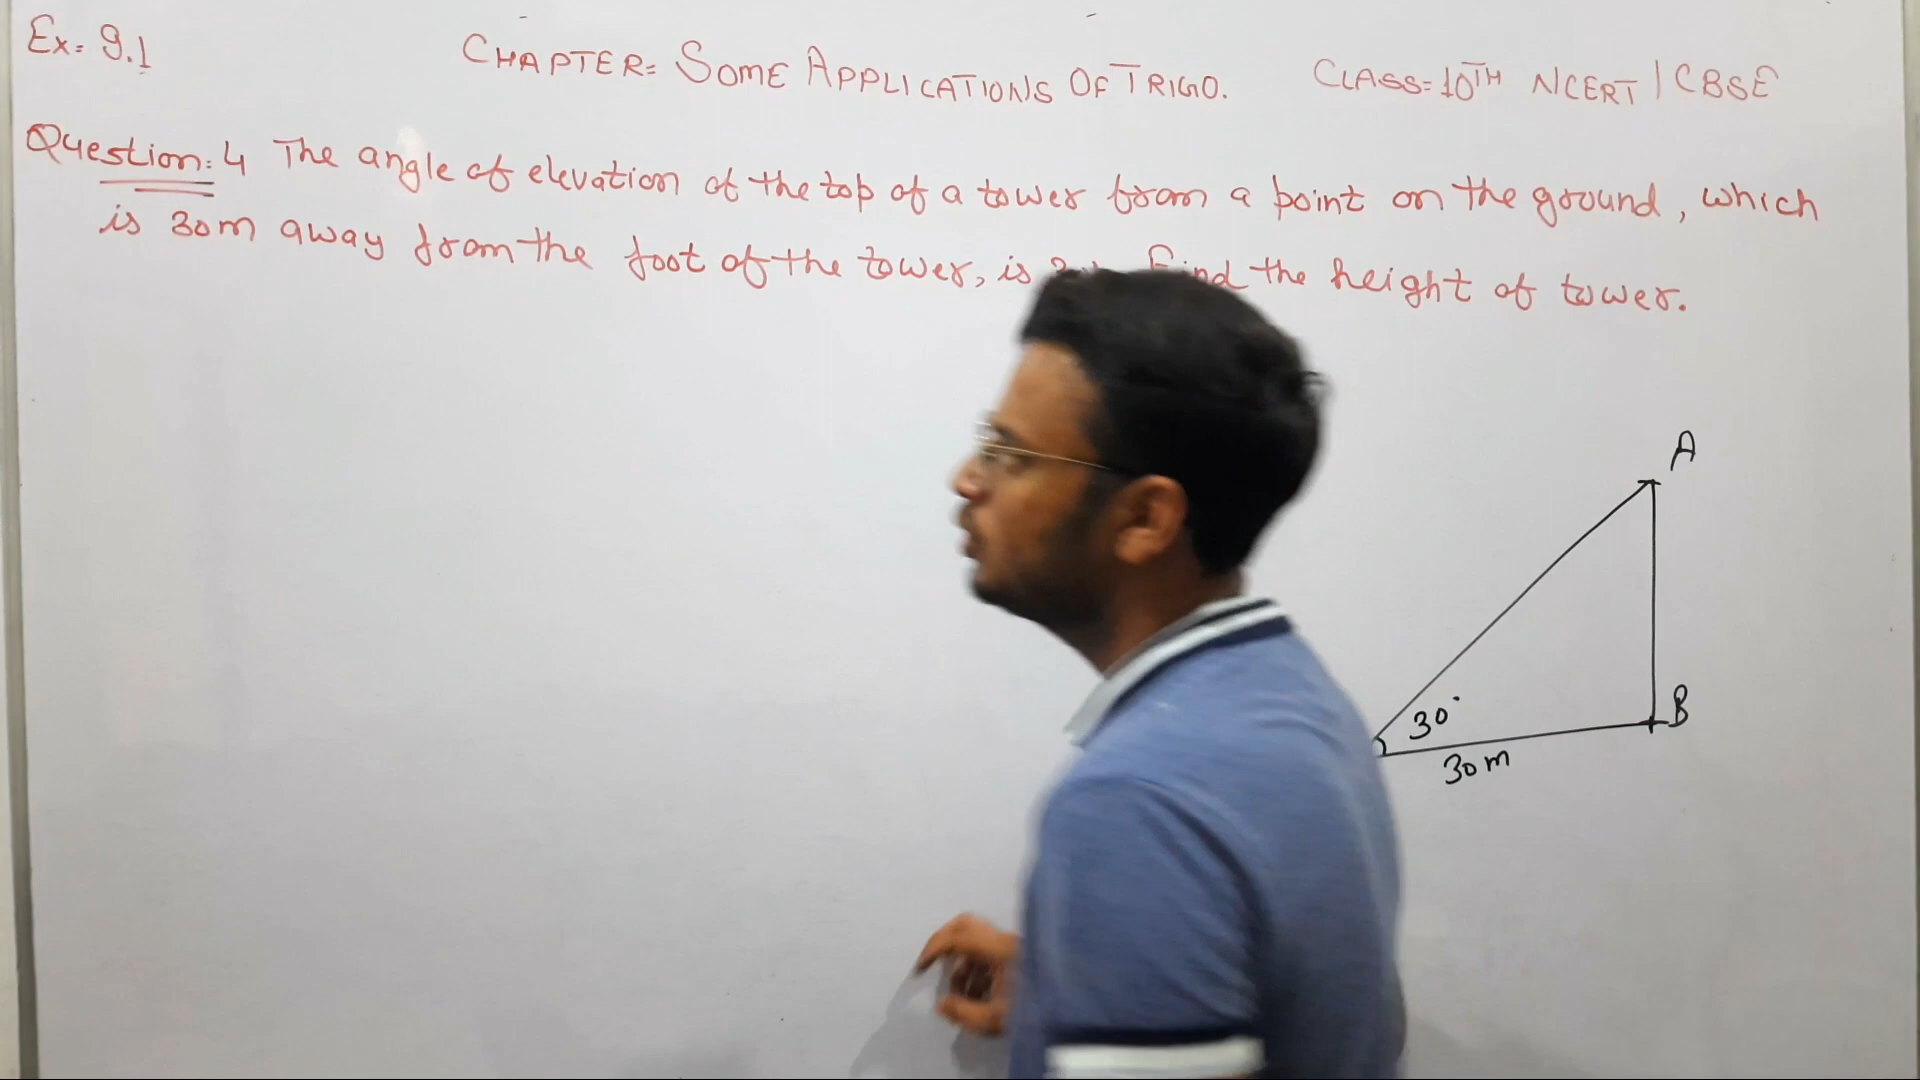 Ex= 9.1
CHAPTER= SOME APPLICATIONS OF TRIGO.
CLASS=10TH NCERT | CBSE
Question:4 The angle of elevation of the top of a tower from a point on the ground, which
is 30m away from the foot of the tower, is Find the height of tower.
A
30°
B
30m